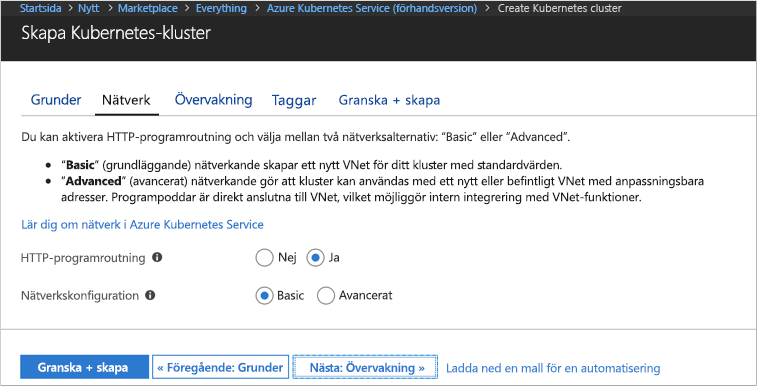 Startsida > Nytt > Marketplace > Everything > Azure Kubernetes Service (förhandsversion) > Create Kubernetes cluster
Skapa Kubernetes-kluster
Grunder Nätverk Övervakning Taggar Granska + skapa
Du kan aktivera HTTP-programroutning och välja mellan två nätverksalternativ: "Basic" eller "Advanced".
• "Basic" (grundläggande) nätverkande skapar ett nytt VNet för ditt kluster med standardvärden.
• "Advanced" (avancerat) nätverkande gör att kluster kan användas med ett nytt eller befintligt VNet med anpassningsbara
adresser. Programpoddar är direkt anslutna till VNet, vilket möjliggör intern integrering med VNet-funktioner.
Lär dig om nätverk i Azure Kubernetes Service
HTTP-programroutning Nej Ja
Nätverkskonfiguration Basic Avancerat
Granska + skapa « Föregående: Grunder Nästa: Övervakning » Ladda ned en mall för en automatisering